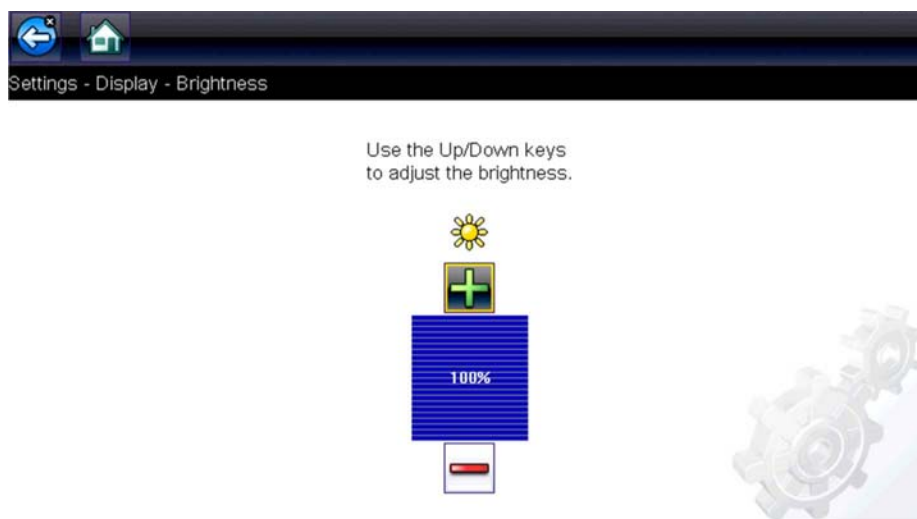 Settings - Display - Brightness
Use the Up/Down keys
to adjust the brightness.
100%